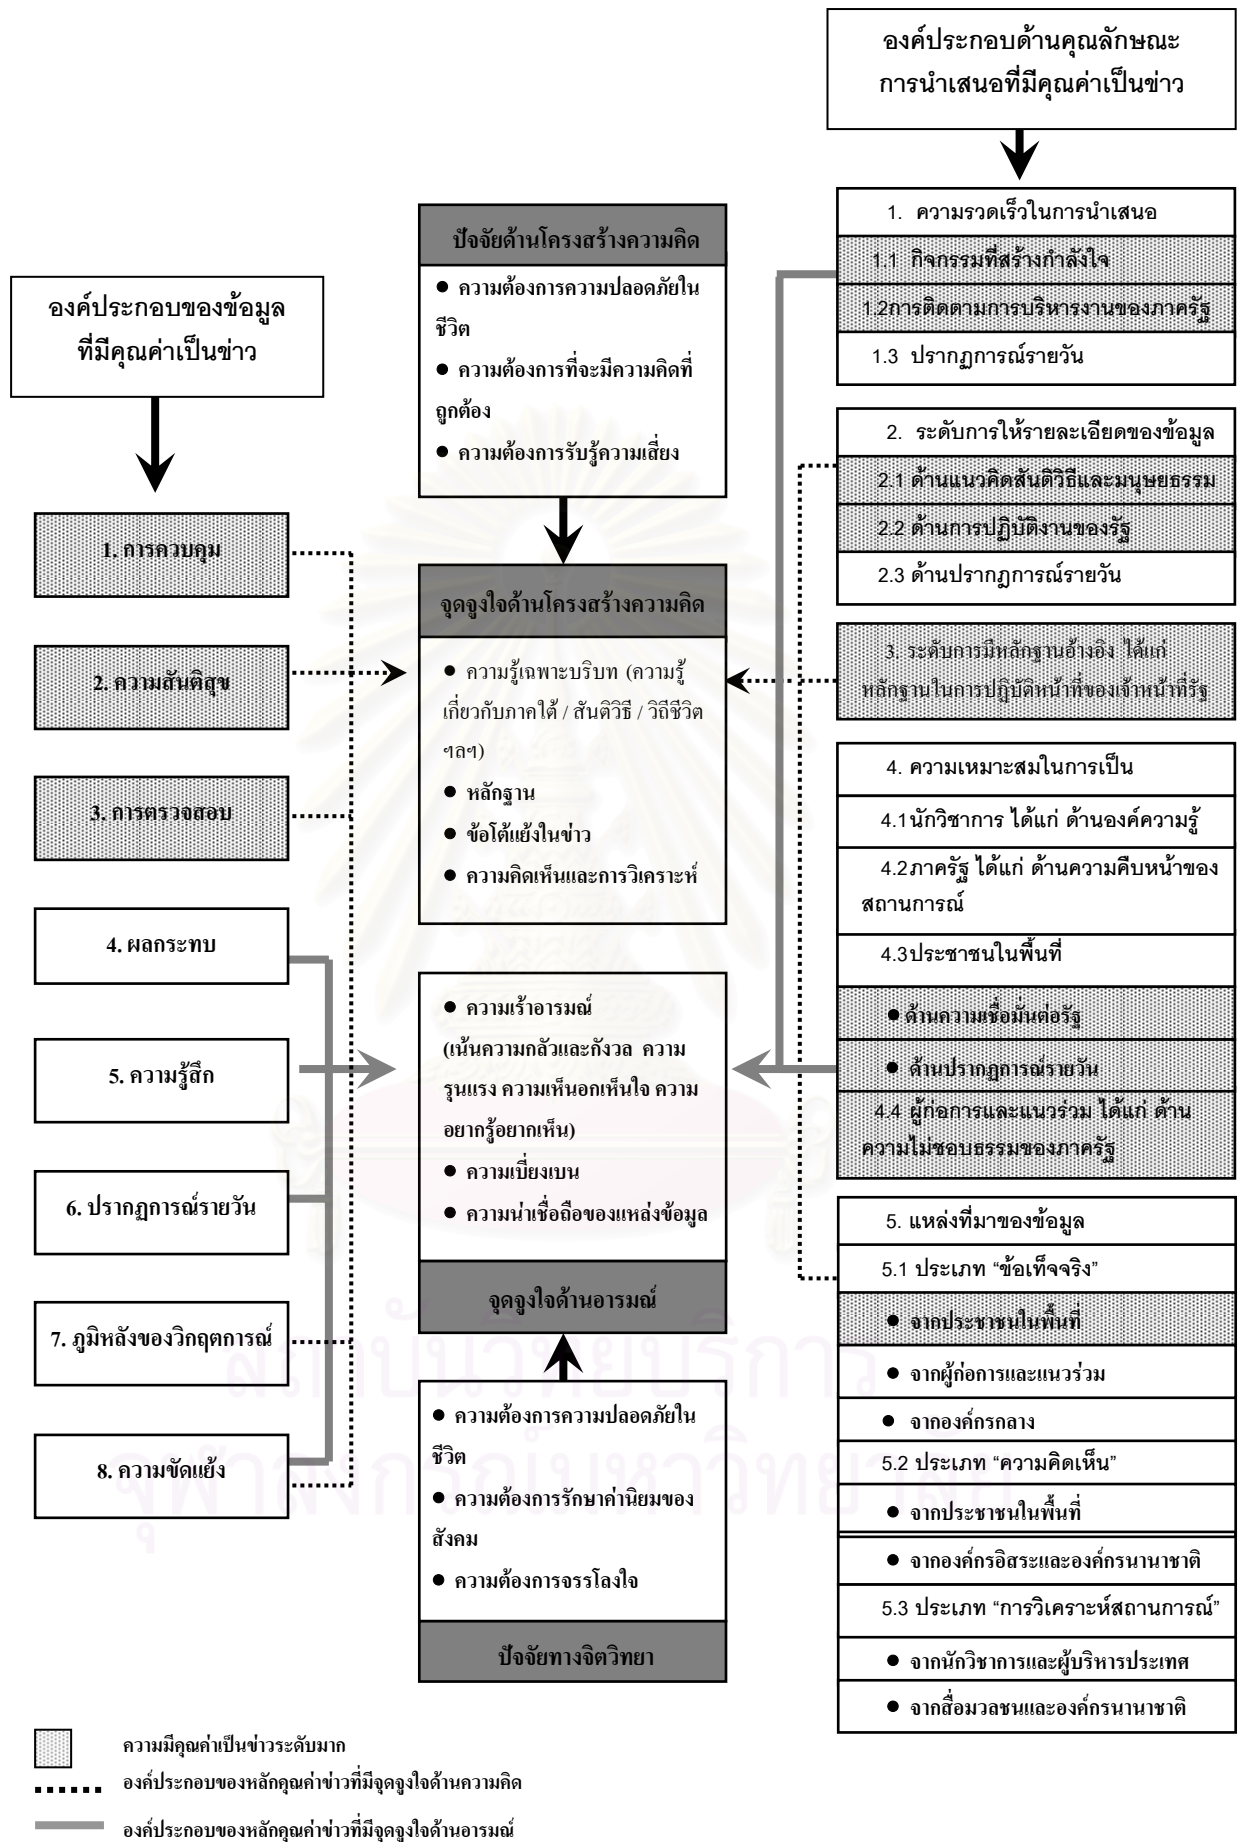 องค์ประกอบด้านคุณลักษณะ
การนำเสนอที่มีคุณค่าเป็นข่าว
องค์ประกอบของข้อมูล
ที่มีคุณค่าเป็นข่าว
1. การควบคุม
2. ความสันติสุข
3. การตรวจสอบ
4. ผลกระทบ
5. ความรู้สึก
6. ปรากฏการณ์รายวัน
7. ภูมิหลังของวิกฤตการณ์
8. ความขัดแย้ง
ปัจจัยด้านโครงสร้างความคิด
● ความต้องการความปลอดภัยใน
ชีวิต
● ความต้องการที่จะมีความคิดที่
ถูกต้อง
● ความต้องการรับรู้ความเสี่ยง
จุดจูงใจด้านโครงสร้างความคิด
● ความรู้เฉพาะบริบท (ความรู้
เกี่ยวกับภาคใต้ / สันติวิธี / วิถีชีวิต
ฯลฯ)
● หลักฐาน
● ข้อโต้แย้งในข่าว
● ความคิดเห็นและการวิเคราะห์
● ความเร้าอารมณ์
(เน้นความกลัวและกังวล ความ
รุนแรง ความเห็นอกเห็นใจ ความ
อยากรู้อยากเห็น)
● ความเบี่ยงเบน
● ความน่าเชื่อถือของแหล่งข้อมูล
จุดจูงใจด้านอารมณ์
● ความต้องการความปลอดภัยใน
ชีวิต
● ความต้องการรักษาค่านิยมของ
สังคม
● ความต้องการจรรโลงใจ
ปัจจัยทางจิตวิทยา
1. ความรวดเร็วในการนำเสนอ
1.1 กิจกรรมที่สร้างกำลังใจ
1.2การติดตามการบริหารงานของภาครัฐ
1.3 ปรากฏการณ์รายวัน
2. ระดับการให้รายละเอียดของข้อมูล
2.1 ด้านแนวคิดสันติวิธีและมนุษยธรรม
2.2 ด้านการปฏิบัติงานของรัฐ
2.3 ด้านปรากฎการณ์รายวัน
3. ระดับการมีหลักฐานอ้างอิง ได้แก่
หลักฐานในการปฏิบัติหน้าที่ของเจ้าหน้าที่รัฐ
4. ความเหมาะสมในการเป็น
4.1นักวิชาการ ได้แก่ ด้านองค์ความรู้
4.2ภาครัฐ ได้แก่ ด้านความคืบหน้าของ
สถานการณ์
4.3ประชาชนในพื้นที่
●ด้านความเชื่อมั่นต่อรัฐ
● ด้านปรากฏการณ์รายวัน
4.4 ผู้ก่อการและแนวร่วม ได้แก่ ด้าน
ความไม่ชอบธรรมของภาครัฐ
5. แหล่งที่มาของข้อมูล
5.1 ประเภท “ข้อเท็จจริง”
● จากประชาชนในพื้นที่
● จากผู้ก่อการและแนวร่วม
● จากองค์กรกลาง
5.2 ประเภท “ความคิดเห็น”
● จากประชาชนในพื้นที่
● จากองค์กรอิสระและองค์กรนานาชาติ
5.3 ประเภท “การวิเคราะห์สถานการณ์”
● จากนักวิชาการและผู้บริหารประเทศ
● จากสื่อมวลชนและองค์กรนานาชาติ
สถาบันวิทยบริการ
จุฬาลงกรณ์มหาวิทยาลัย
ความมีคุณค่าเป็นข่าวระดับมาก
องค์ประกอบของหลักคุณค่าข่าวที่มีจุดจูงใจด้านความคิด
องค์ประกอบของหลักคุณค่าข่าวที่มีจุดจูงใจด้านอารมณ์